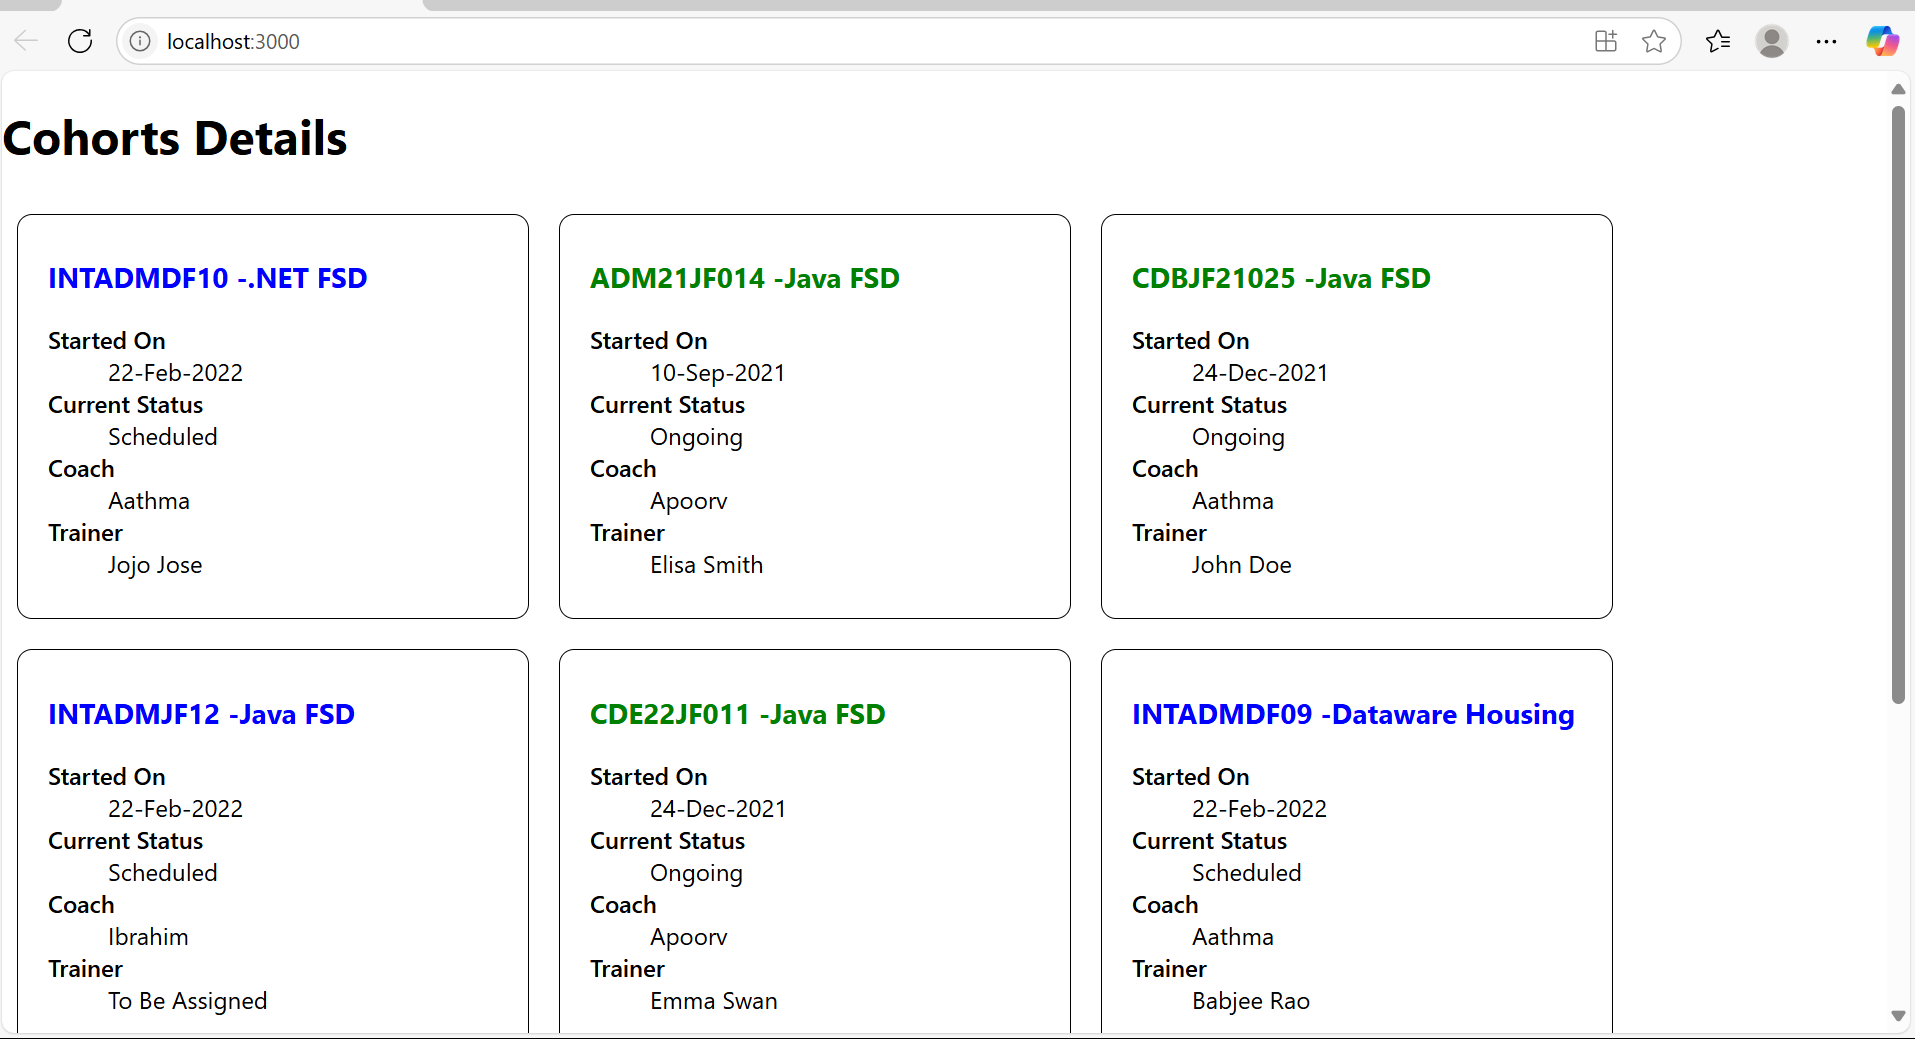 localhost:3000
Cohorts Details
INTADMDF10 -.NET FSD
Started On
22-Feb-2022
Current Status
Scheduled
Coach
Aathma
Trainer
Jojo Jose
ADM21JF014 -Java FSD
Started On
10-Sep-2021
Current Status
Ongoing
Coach
Apoorv
Trainer
Elisa Smith
CDBJF21025 -Java FSD
Started On
24-Dec-2021
Current Status
Ongoing
Coach
Aathma
Trainer
John Doe
INTADMJF12 -Java FSD
Started On
22-Feb-2022
Current Status
Scheduled
Coach
Ibrahim
Trainer
To Be Assigned
CDE22JF011 -Java FSD
Started On
24-Dec-2021
Current Status
Ongoing
Coach
Apoorv
Trainer
Emma Swan
INTADMDF09 -Dataware Housing
Started On
22-Feb-2022
Current Status
Scheduled
Coach
Aathma
Trainer
Babjee Rao